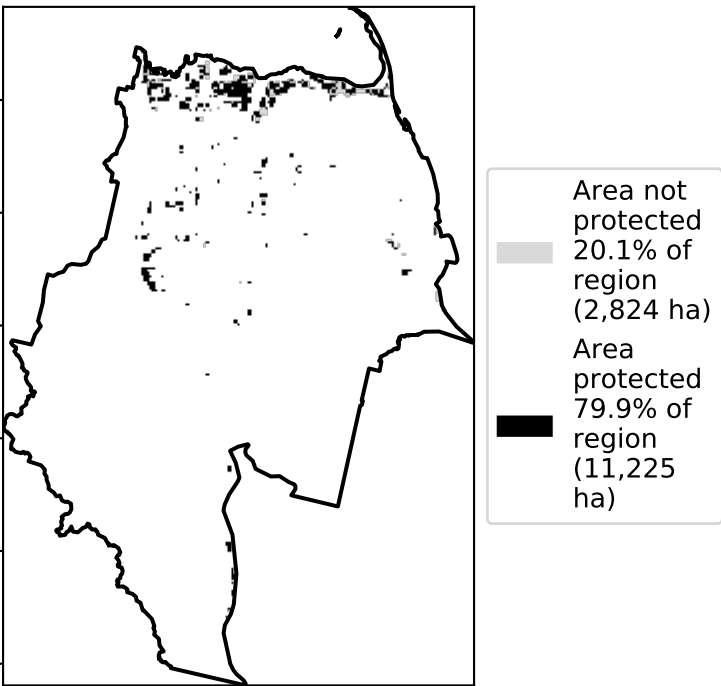 Area not
protected
20.1% of
region
(2,824 ha)
Area
protected
79.9% of
region
(11,225
ha)